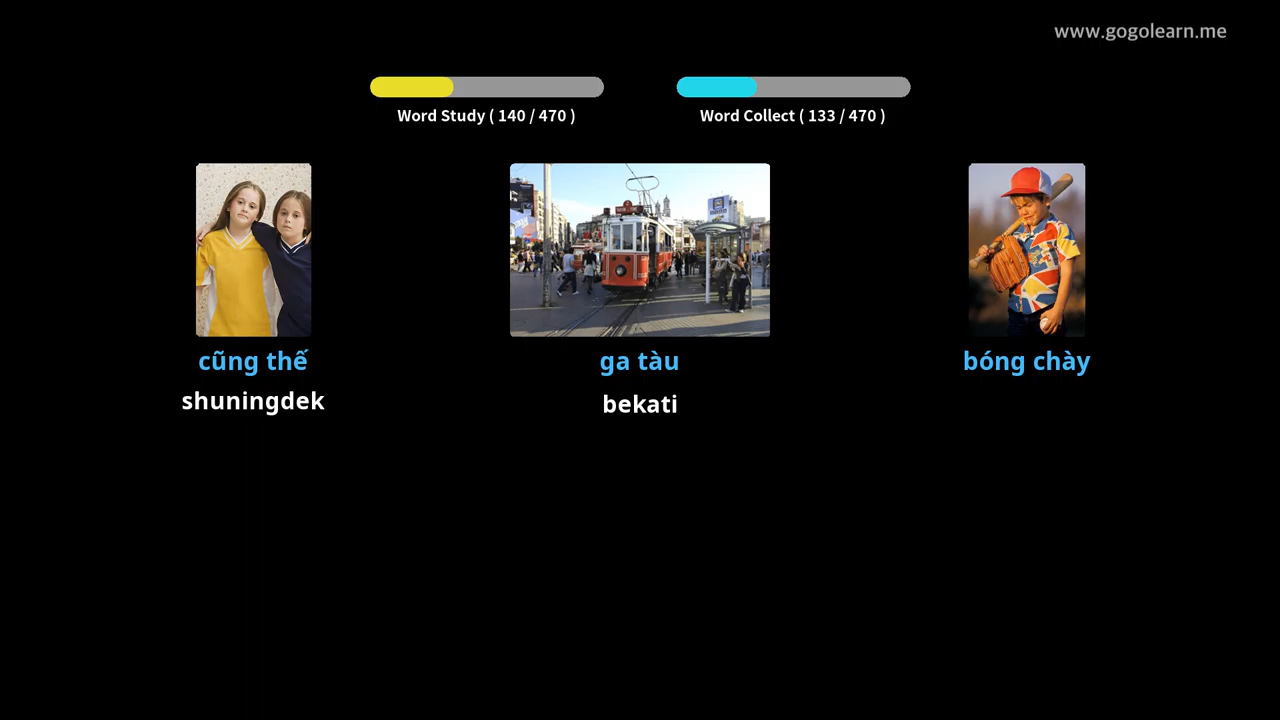 www.gogolearn.me
Word Study ( 140 / 470 )
Word Collect ( 133 / 470 )
cũng thế
ga tàu
bóng chày
shuningdek
bekati